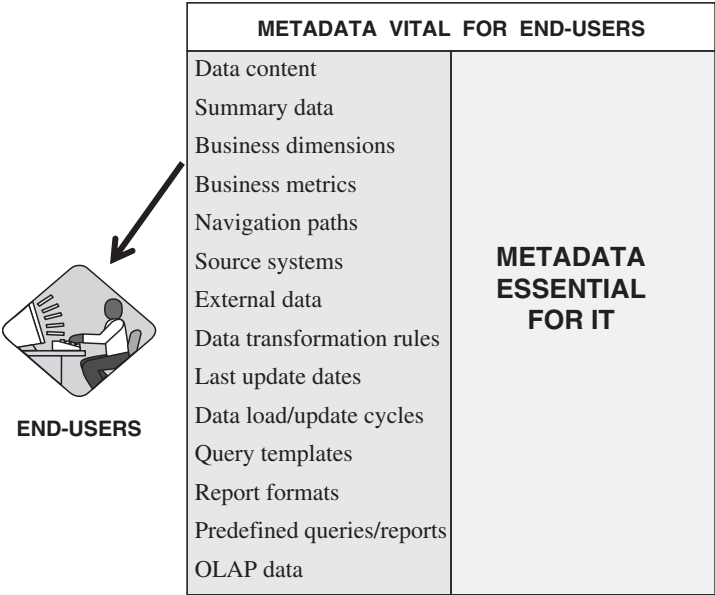 METADATA VITAL FOR END-USERS
Data content
Summary data
Business dimensions
Business metrics
Navigation paths
Source systems
External data
Data transformation rules
Last update dates
Data load/update cycles
Query templates
Report formats
Predefined queries/reports
OLAP data
METADATA
ESSENTIAL
FOR IT
END-USERS